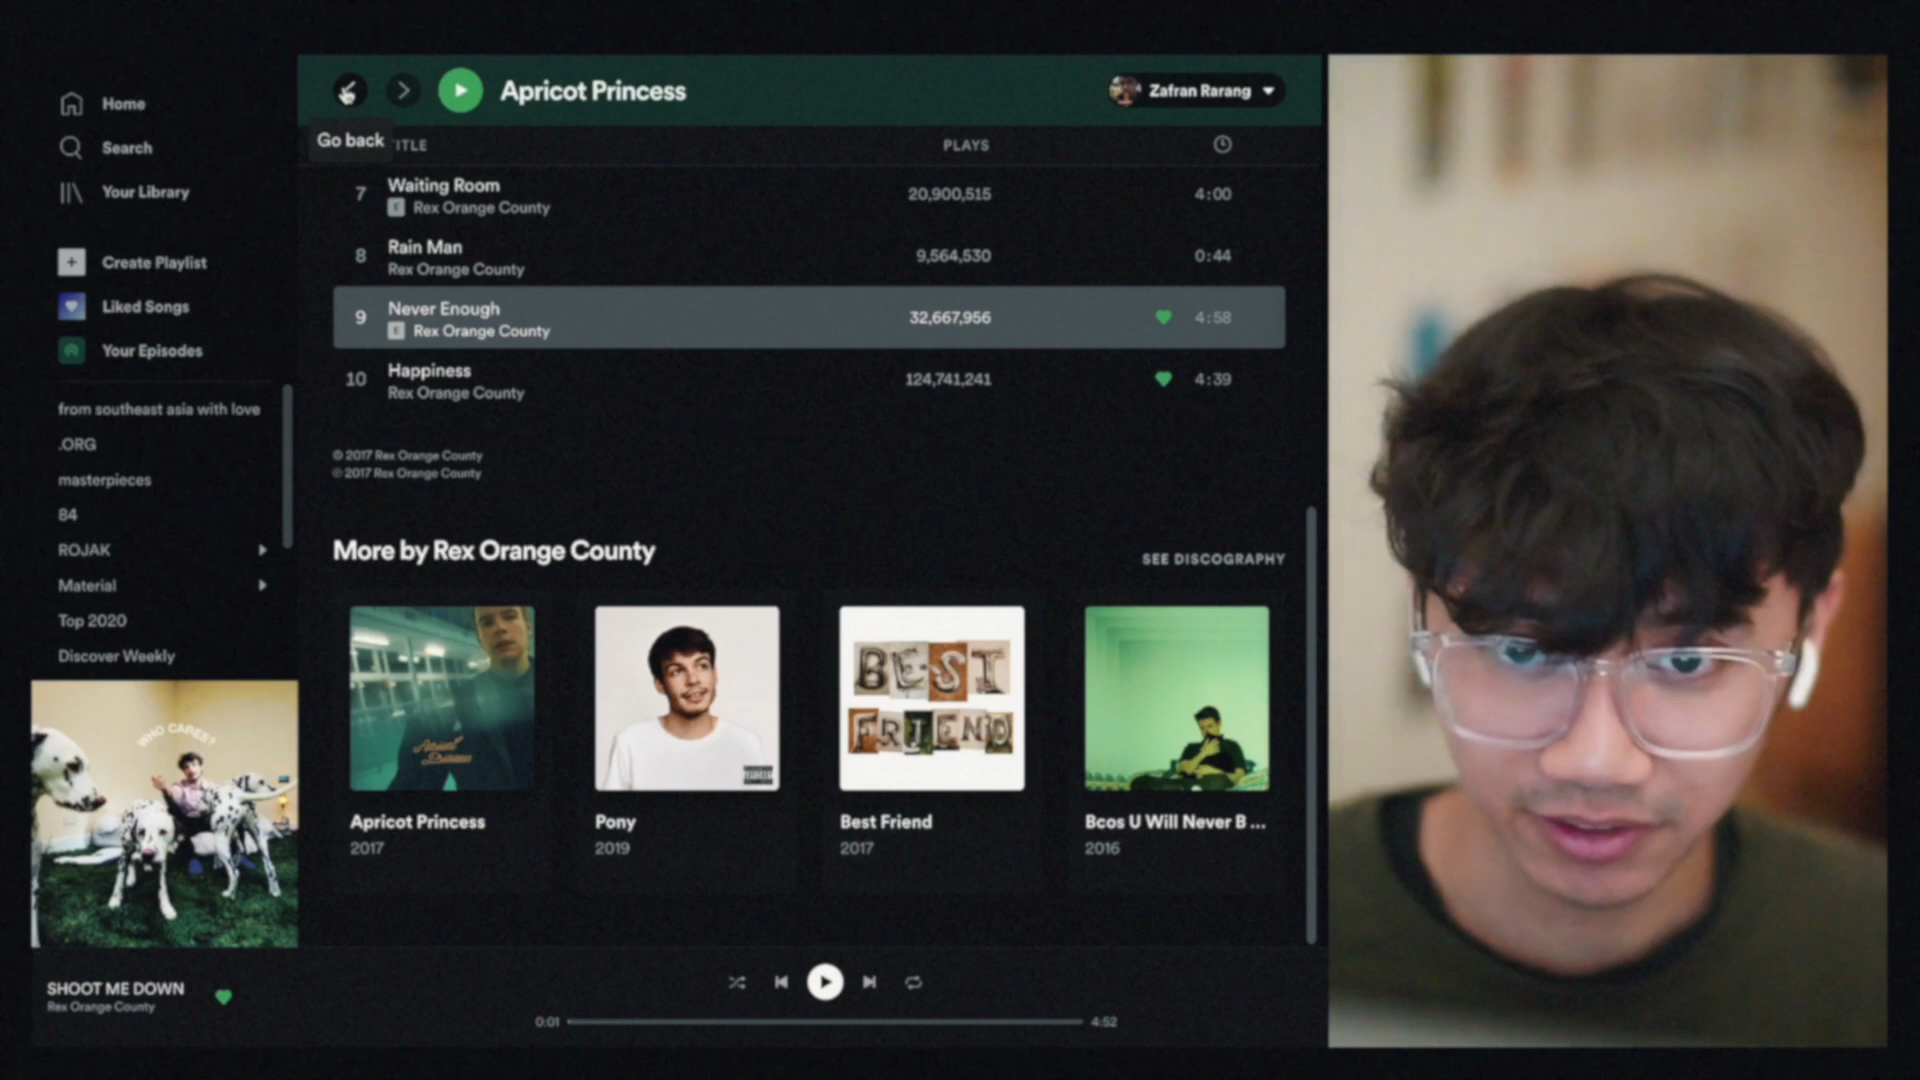 Home
Search
Your Library
Create Playlist
Liked Songs
Your Episodes
from southeast asia with love
.ORG
masterpieces
84
ROJAK
Material
Top 2020
Discover Weekly
WHO CARES?
SHOOT ME DOWN
Rex Orange County
Apricot Princess
Zafran Rarang
Go back
ITLE
PLAYS
7 Waiting Room 20,900,515 4:00
E Rex Orange County
8 Rain Man 9,564,530 0:44
Rex Orange County
9 Never Enough 32,667,956 4:58
E Rex Orange County
10 Happiness 124,741,241 4:39
Rex Orange County
© 2017 Rex Orange County
℗ 2017 Rex Orange County
More by Rex Orange County
SEE DISCOGRAPHY
Apricot
Princess
BEST
FRIEND
Apricot Princess
2017
Pony
2019
Best Friend
2017
Bcos U Will Never B ...
2016
0:01
4:52